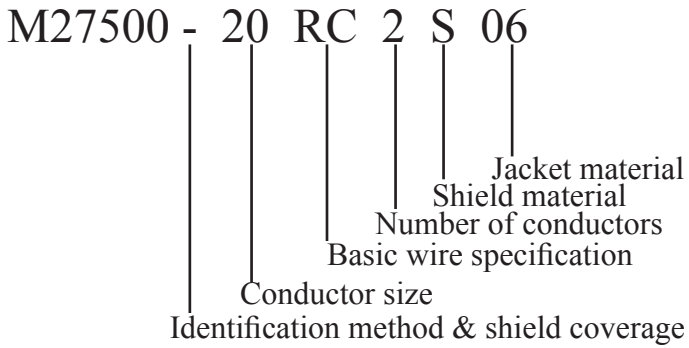 M27500 - 20 RC 2 S 06
Jacket material
Shield material
Number of conductors
Basic wire specification
Conductor size
Identification method & shield coverage